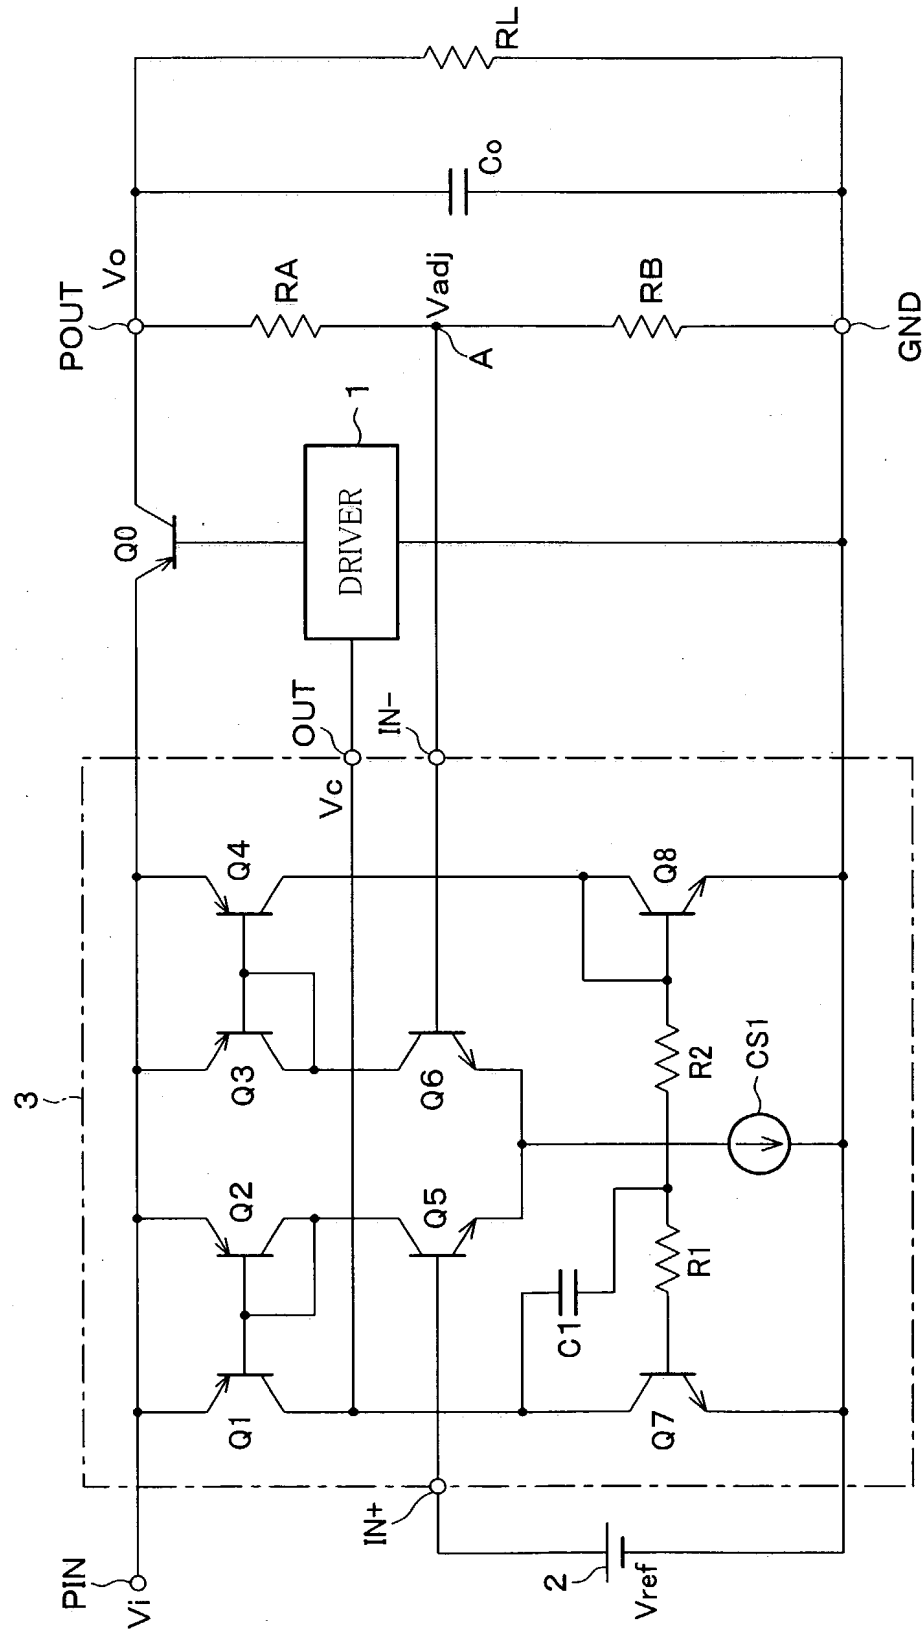 PIN
Vi
POUT
Vo
3
Q0
Q1
Q2
Q3
Q4
1
DRIVER
RA
RL
OUT
Vc
IN-
Vadj
A
Co
IN+
Q5
Q6
C1
R1
R2
RB
Q7
Q8
2
Vref
CS1
GND